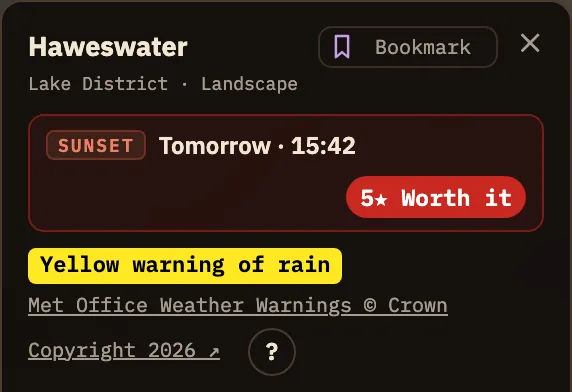 Haweswater
Bookmark
Lake District · Landscape
SUNSET Tomorrow · 15:42
5★ Worth it
Yellow warning of rain
Met Office Weather Warnings © Crown
Copyright 2026 ↗
?